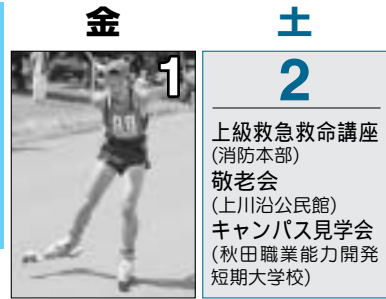 金
土
1
2
上級救急救命講座
(消防本部)
敬老会
(上川沿公民館)
キャンパス見学会
(秋田職業能力開発
短期大学校)